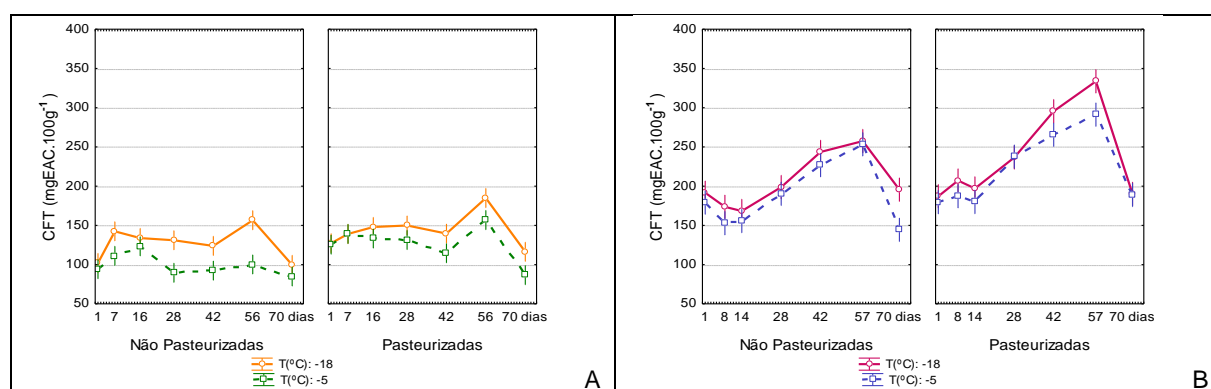 400
350
300
250
200
150
100
50
CFT (mgEAC.100g-1)
1 7 16 28 42 56 70 dias
Não Pasteurizadas
1 7 16 28 42 56 70 dias
Pasteurizadas
T(ºC): -18
T(ºC): -5
A
400
350
300
250
200
150
100
50
CFT (mgEAC.100g-1)
1 8 14 28 42 57 70 dias
Não Pasteurizadas
1 8 14 28 42 57 70 dias
Pasteurizadas
T(ºC): -18
T(ºC): -5
B